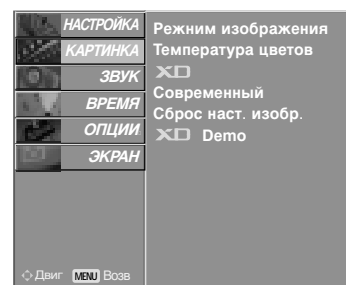 НАСТРОЙКА
КАРТИНКА
ЗВУК
ВРЕМЯ
ОПЦИИ
ЭКРАН
Режним изображения
Температура цветов
XD
Современный
Сброс наст. изобр.
XD Demo
Двиг MENU Возв